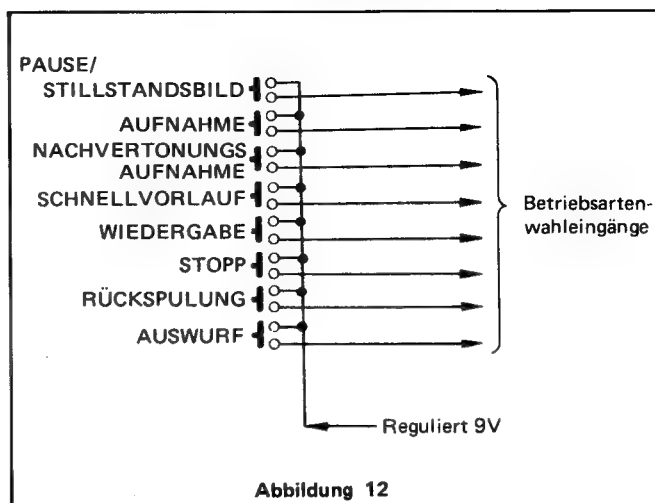 PAUSE/
STILLSTANDSBILD
AUFNAHME
NACHVERTONUNGS
AUFNAHME
SCHNELLVORLAUF
WIEDERGABE
STOPP
RÜCKSPULUNG
AUSWURF
Betriebsarten-
wahleingänge
Reguliert 9V
Abbildung 12